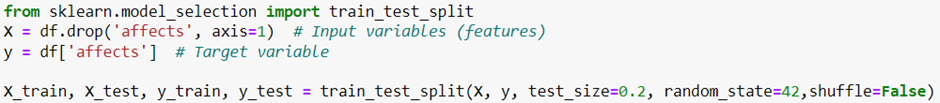 from sklearn.model_selection import train_test_split
X = df.drop('affects', axis=1)  # Input variables (features)
y = df['affects']  # Target variable
X_train, X_test, y_train, y_test = train_test_split(X, y, test_size=0.2, random_state=42,shuffle=False)